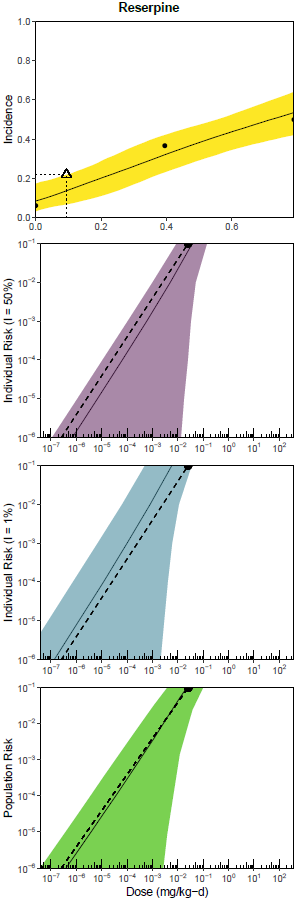 Reserpine
Incidence
1.0
0.8
0.6
0.4
0.2
0.0
0.0 0.2 0.4 0.6
Individual Risk (I = 50%)
10⁻¹
10⁻²
10⁻³
10⁻⁴
10⁻⁵
10⁻⁶
10⁻⁷ 10⁻⁶ 10⁻⁵ 10⁻⁴ 10⁻³ 10⁻² 10⁻¹ 10⁰ 10¹ 10²
Individual Risk (I = 1%)
10⁻¹
10⁻²
10⁻³
10⁻⁴
10⁻⁵
10⁻⁶
10⁻⁷ 10⁻⁶ 10⁻⁵ 10⁻⁴ 10⁻³ 10⁻² 10⁻¹ 10⁰ 10¹ 10²
Population Risk
10⁻¹
10⁻²
10⁻³
10⁻⁴
10⁻⁵
10⁻⁶
10⁻⁷ 10⁻⁶ 10⁻⁵ 10⁻⁴ 10⁻³ 10⁻² 10⁻¹ 10⁰ 10¹ 10²
Dose (mg/kg−d)